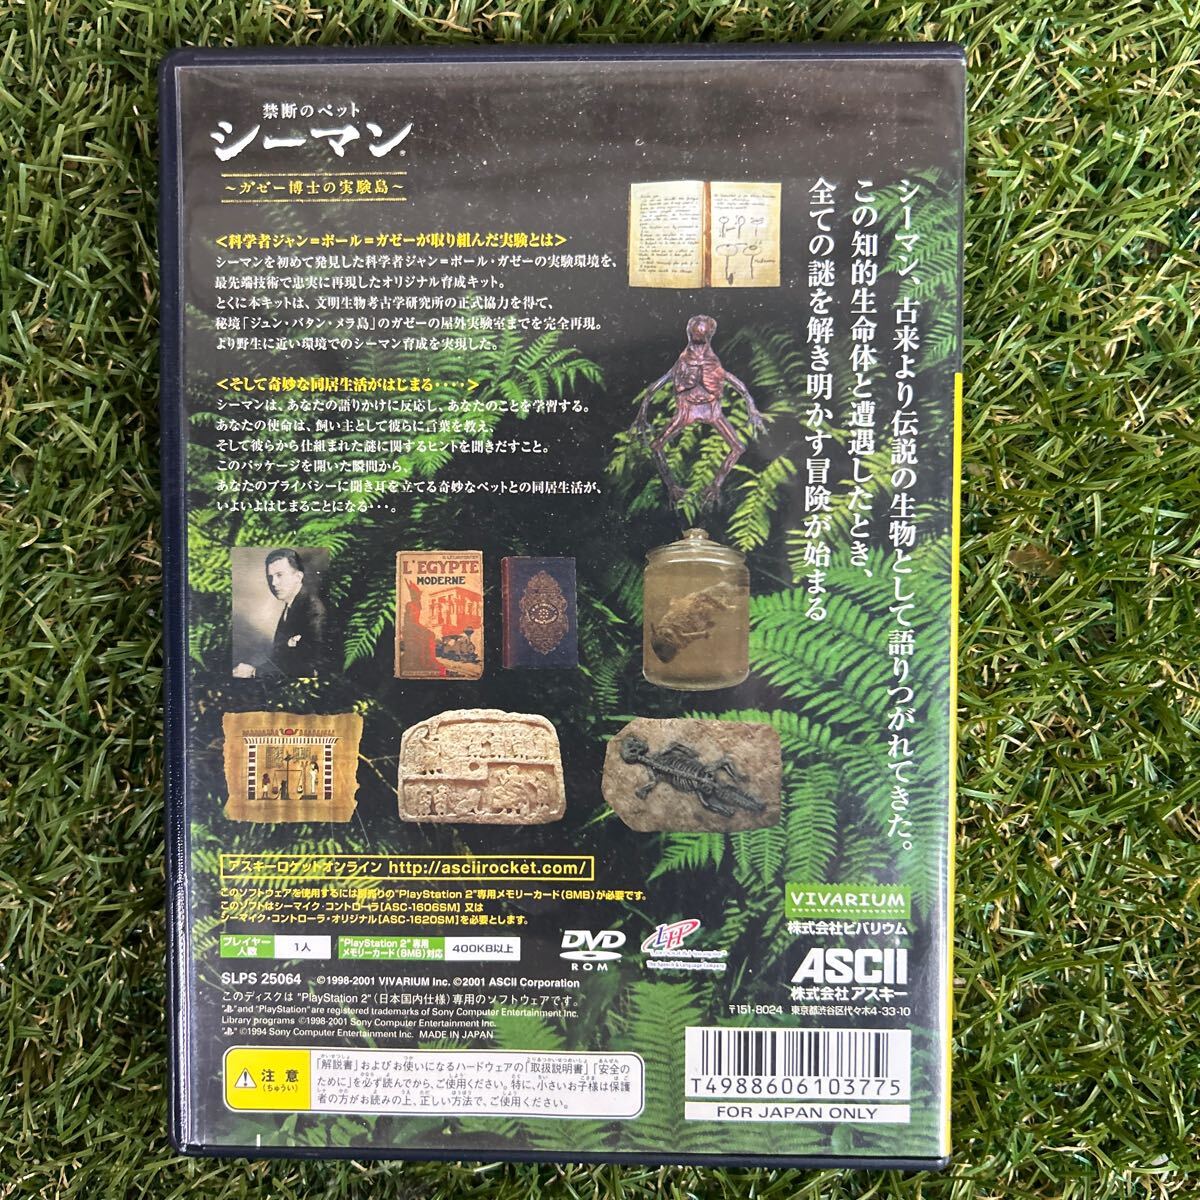 禁断のペット
シーマン
～ガゼー博士の実験島～
シーマン、古来より伝説の生物として語りつがれてきた。
この知的生命体と遭遇したとき、
全ての謎を解き明かす冒険が始まる
<科学者ジャン=ポール=ガゼーが取り組んだ実験とは>
シーマンを初めて発見した科学者ジャン=ポール・ガゼーの実験環境を、
最先端技術で忠実に再現したオリジナル育成キット。
とくに本キットは、文明生物考古学研究所の正式協力を得て、
秘境「ジュン・バタン・メラ島」のガゼーの屋外実験室までを完全再現。
より野生に近い環境でのシーマン育成を実現した。
<そして奇妙な同居生活がはじまる・・・・>
シーマンは、あなたの語りかけに反応し、あなたのことを学習する。
あなたの使命は、飼い主として彼らに言葉を教え、
そして彼らから仕組まれた謎に関するヒントを聞きだすこと。
このパッケージを開いた瞬間から、
あなたのプライバシーに聞き耳を立てる奇妙なペットとの同居生活が、
いよいよはじまることになる・・・。
L'EGYPTE
MODERNE
アスキーロケットオンライン http://asciirocket.com/
このソフトウェアを使用するには別売りの"PlayStation 2"専用メモリーカード(8MB)が必要です。
このソフトはシーマイク・コントローラ[ASC-1606SM]又は
シーマイク・コントローラ・オリジナル[ASC-1620SM]を必要とします。
プレイヤー人数 1人
"PlayStation 2"専用メモリーカード(8MB)対応 400KB以上
DVD
ROM
LHP
The Speech & Language Company
VIVARIUM
株式会社ビバリウム
ASCII
株式会社アスキー
〒151-8024 東京都渋谷区代々木4-33-10
SLPS 25064 ©1998-2001 VIVARIUM Inc. ©2001 ASCII Corporation
このディスクは "PlayStation 2"(日本国内仕様)専用のソフトウェアです。
"PS" and "PlayStation" are registered trademarks of Sony Computer Entertainment Inc.
Library programs ©1998-2001 Sony Computer Entertainment Inc.
"PS" ©1994 Sony Computer Entertainment Inc. MADE IN JAPAN
注意
(ちゅうい)
「解説書」およびお使いになるハードウェアの「取扱説明書」「安全の
ために」を必ず読んでから、ご使用ください。特に、小さいお子様は保護
者の方がお読みの上、正しい方法で、ご使用ください。
T4988606103775
FOR JAPAN ONLY